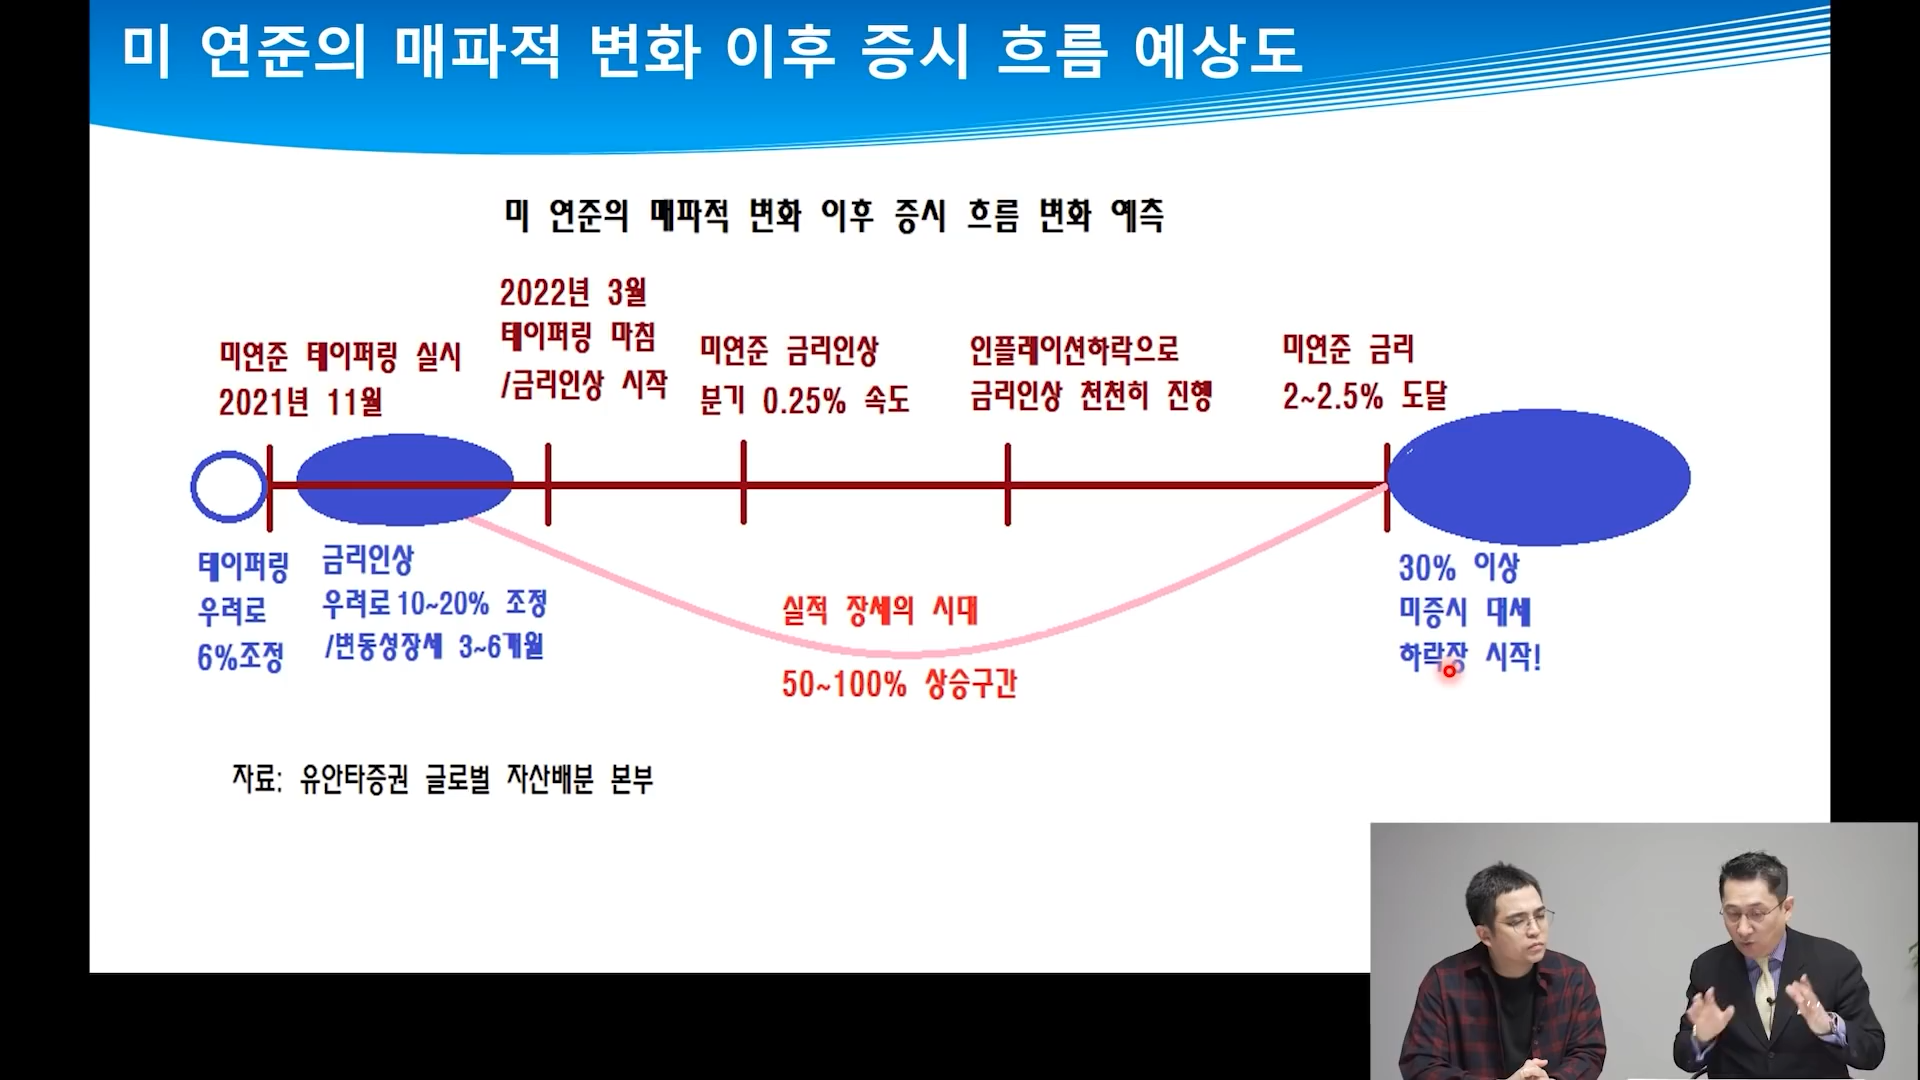 미 연준의 매파적 변화 이후 증시 흐름 예상도
미 연준의 매파적 변화 이후 증시 흐름 변화 예측
미연준 테이퍼링 실시
2021년 11월
2022년 3월
테이퍼링 마침
/금리인상 시작
미연준 금리인상
분기 0.25% 속도
인플레이션하락으로
금리인상 천천히 진행
미연준 금리
2~2.5% 도달
테이퍼링
우려로
6%조정
금리인상
우려로 10~20% 조정
/변동성장세 3~6개월
실적 장세의 시대
50~100% 상승구간
30% 이상
미증시 대세
하락장 시작!
자료: 유안타증권 글로벌 자산배분 본부